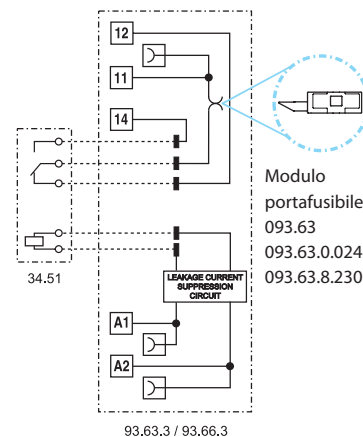 12
11
14
34.51
LEAKAGE CURRENT
SUPPRESSION
CIRCUIT
A1
A2
93.63.3 / 93.66.3
Modulo
portafusibile
093.63
093.63.0.024
093.63.8.230